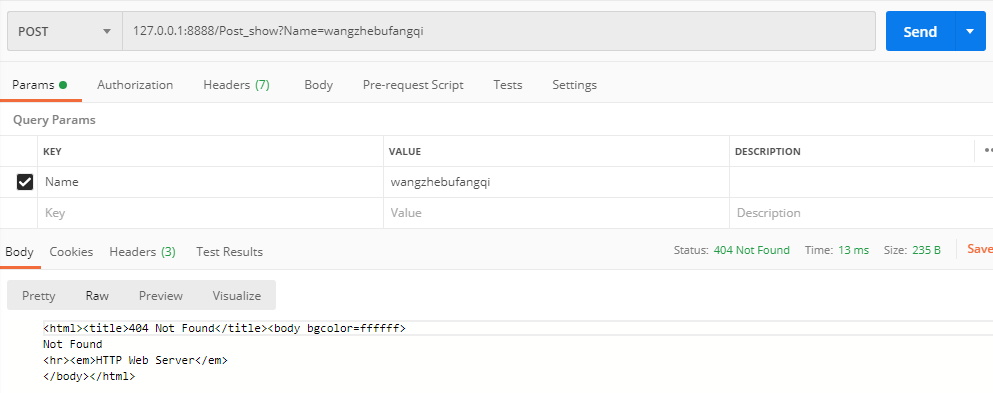 POST 127.0.0.1:8888/Post_show?Name=wangzhebufangqi Send
Params Authorization Headers (7) Body Pre-request Script Tests Settings
Query Params
KEY VALUE DESCRIPTION
Name wangzhebufangqi
Key Value Description
Body Cookies Headers (3) Test Results Status: 404 Not Found Time: 13 ms Size: 235 B Save
Pretty Raw Preview Visualize
<html><title>404 Not Found</title><body bgcolor=ffffff>
Not Found
<hr><em>HTTP Web Server</em>
</body></html>